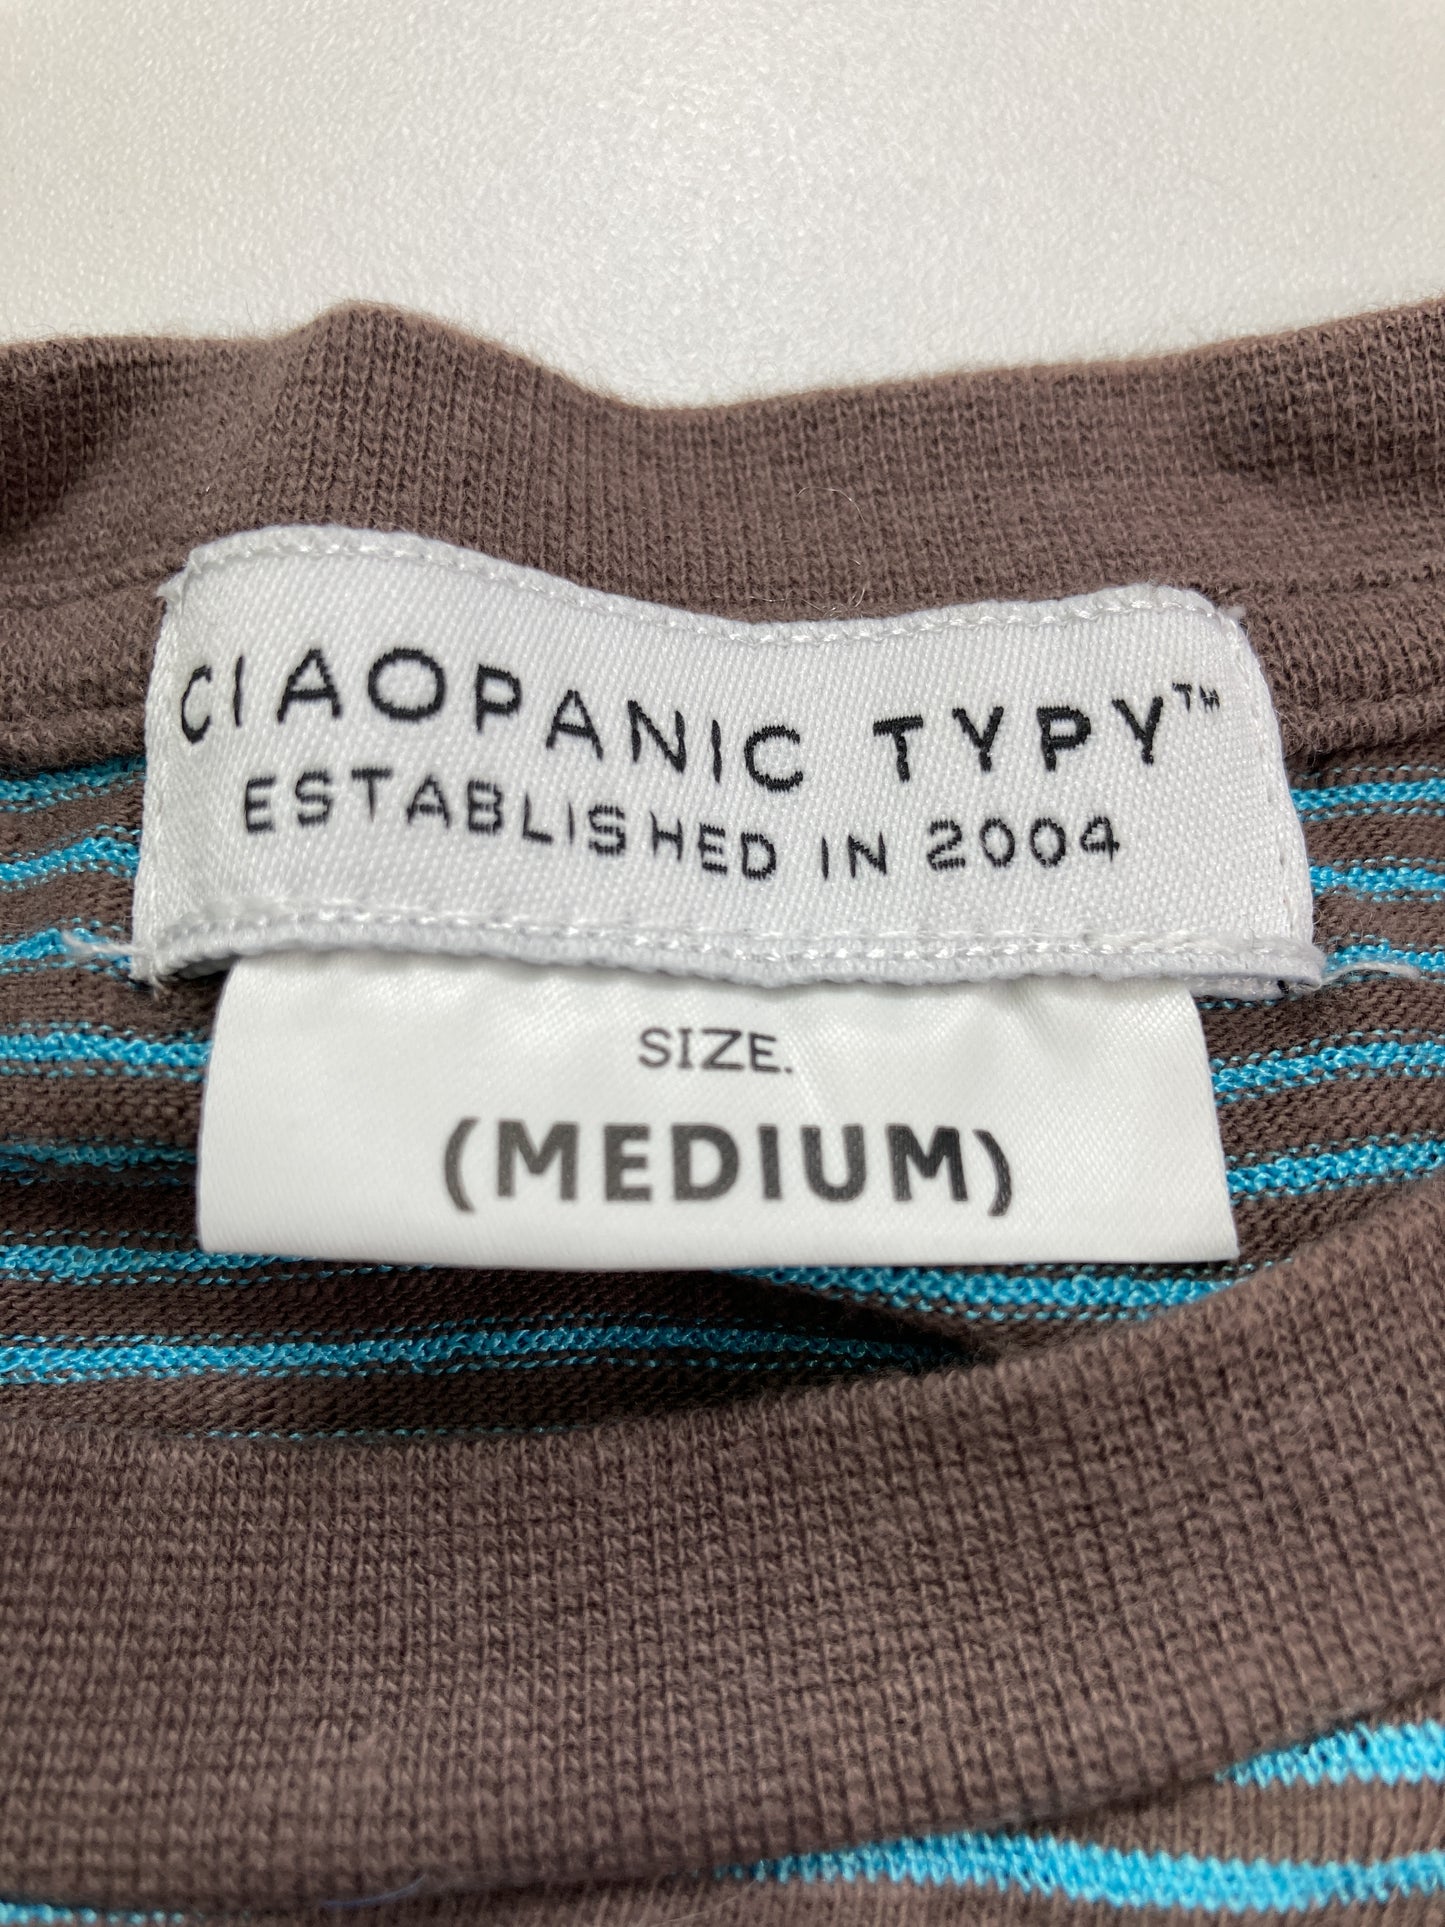 CIAOPANIC TYPY™
ESTABLISHED IN 2004
SIZE.
(MEDIUM)